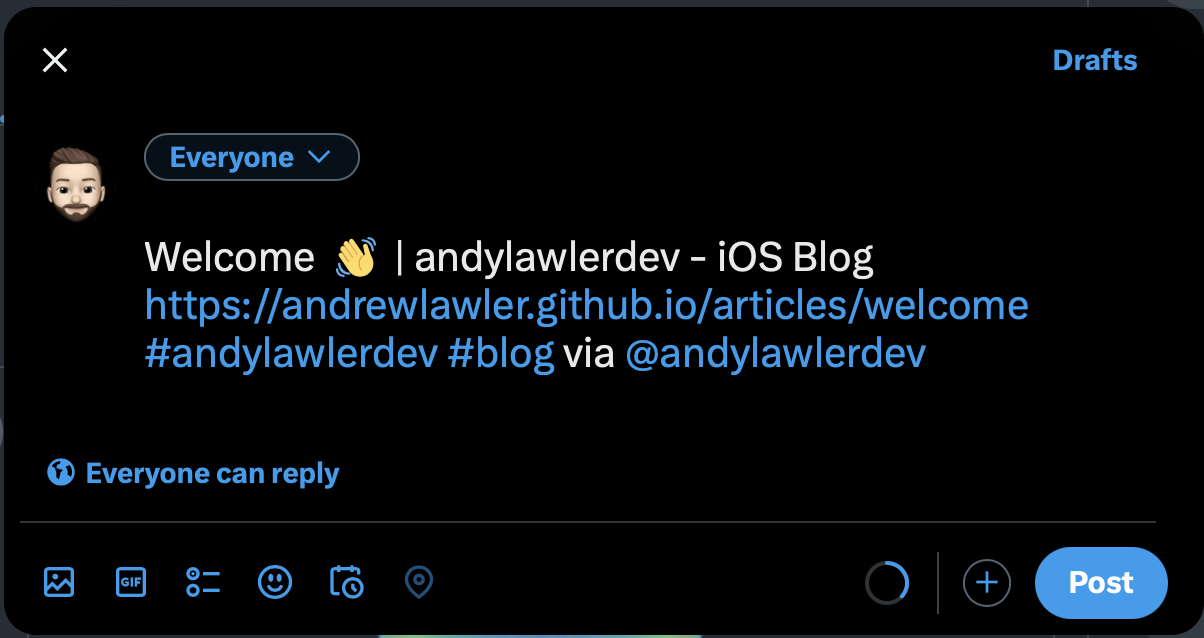 Drafts
Everyone
Welcome 👋 | andylawlerdev - iOS Blog
https://andrewlawler.github.io/articles/welcome
#andylawlerdev #blog via @andylawlerdev
Everyone can reply
GIF
Post